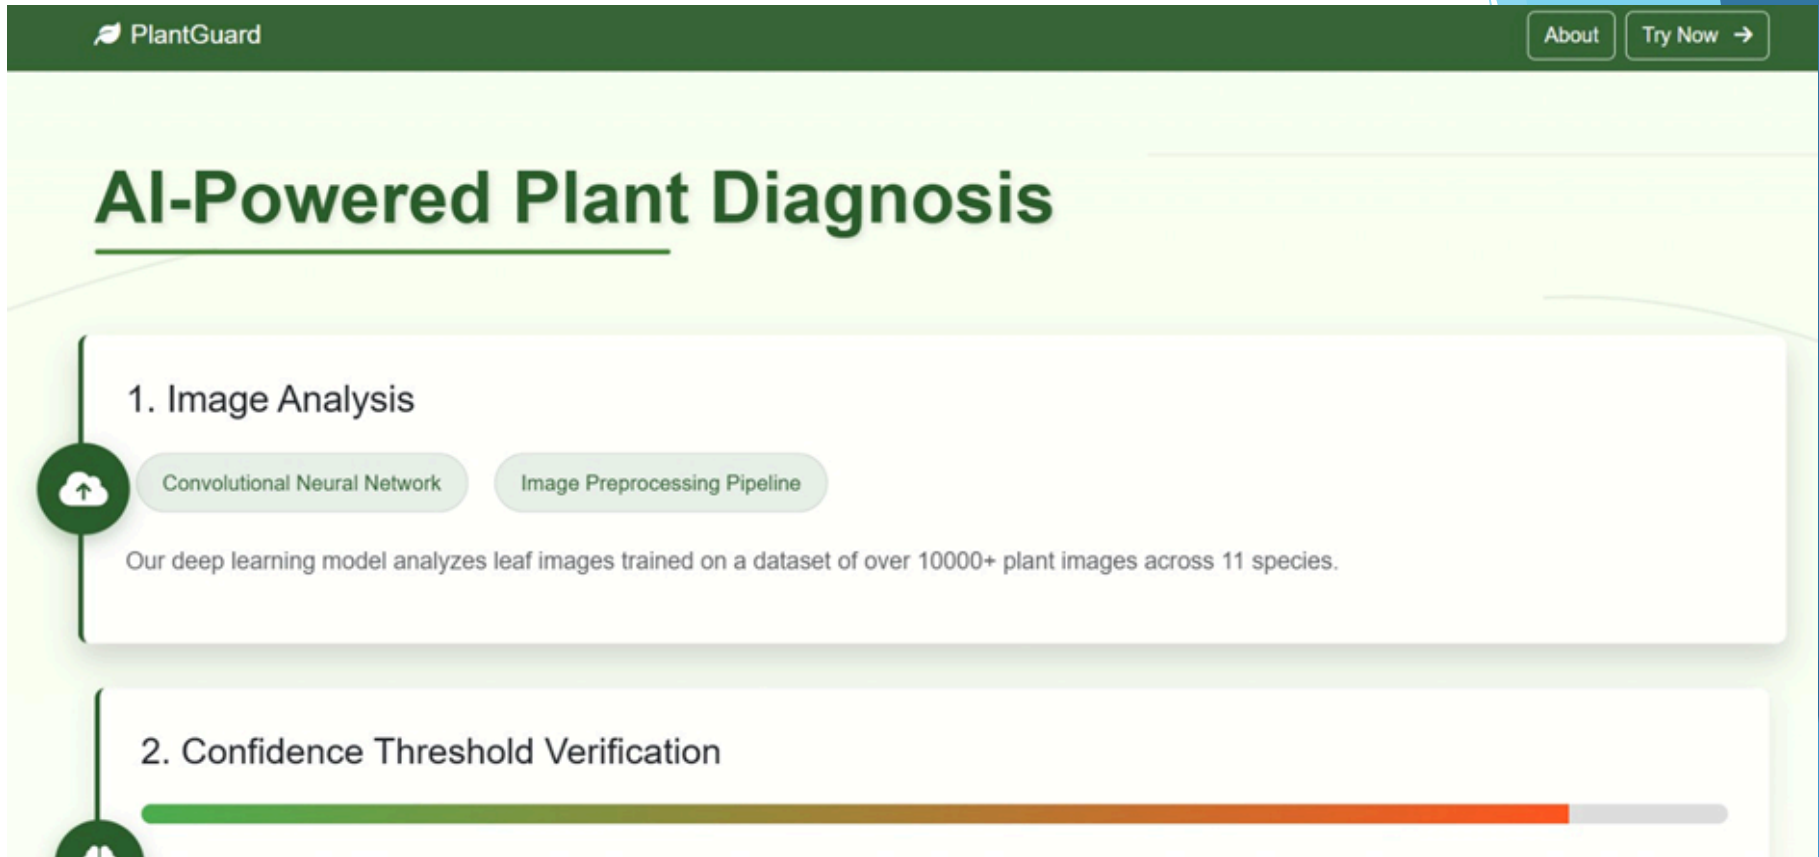 PlantGuard
About
Try Now →
AI-Powered Plant Diagnosis
1. Image Analysis
Convolutional Neural Network
Image Preprocessing Pipeline
Our deep learning model analyzes leaf images trained on a dataset of over 10000+ plant images across 11 species.
2. Confidence Threshold Verification